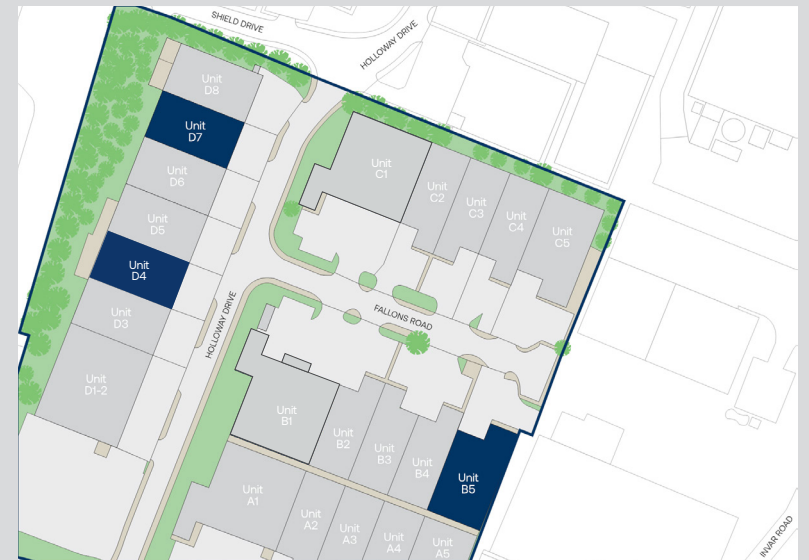 SHIELD DRIVE
HOLLOWAY DRIVE
Unit
D8
Unit
D7
Unit
D6
Unit
D5
Unit
D4
Unit
D3
Unit
D1-2
HOLLOWAY DRIVE
Unit
C1
Unit
C2
Unit
C3
Unit
C4
Unit
C5
FALLONS ROAD
Unit
B1
Unit
B2
Unit
B3
Unit
B4
Unit
B5
Unit
A1
Unit
A2
Unit
A3
Unit
A4
Unit
A5
INVAR ROAD